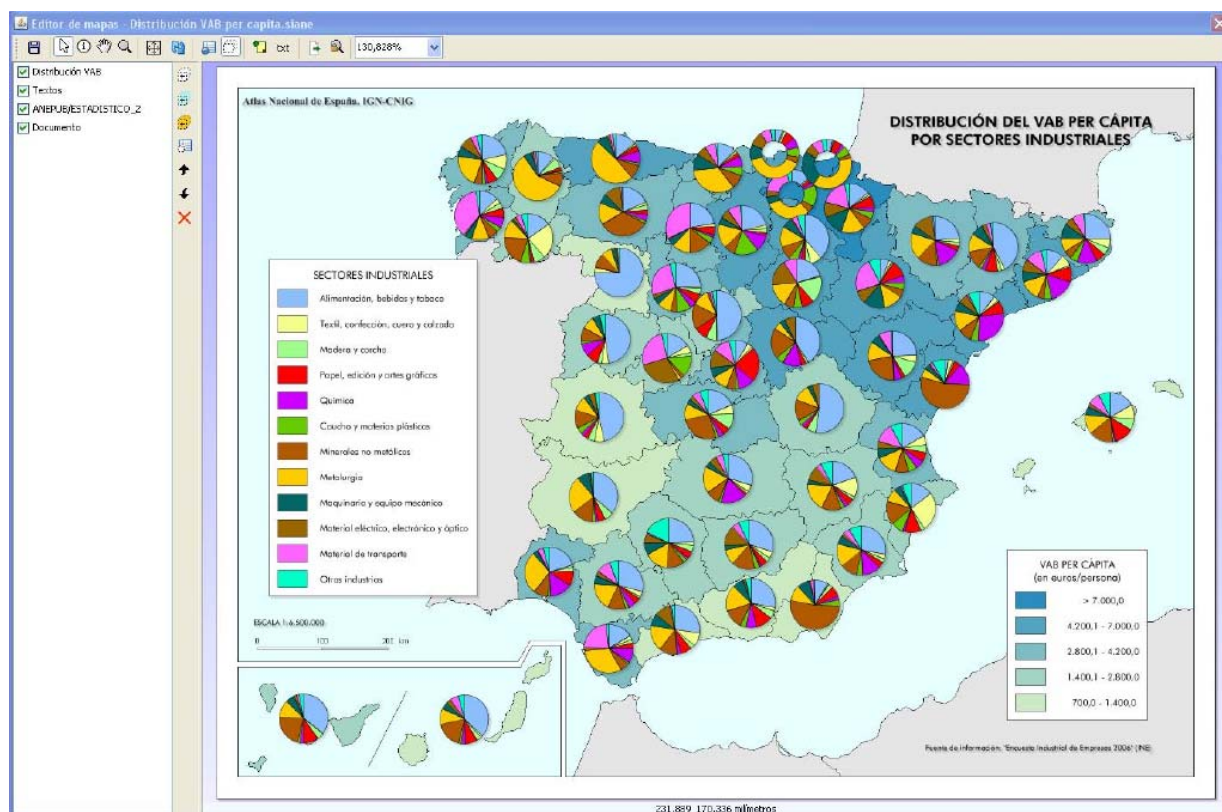 Editor de mapas - Distribución VAB per capita.siane
txt
130,828%
Distribución VAB
Textos
ANEPUB/ESTADISTICO_2
Documento
Atlas Nacional de España, IGN-CNIG
DISTRIBUCIÓN DEL VAB PER CÁPITA
POR SECTORES INDUSTRIALES
SECTORES INDUSTRIALES
Alimentación, bebidas y tabaco
Textil, confección, cuero y calzado
Madera y corcho
Papel, edición y artes gráficas
Química
Caucho y materias plásticas
Minerales no metálicos
Metalurgia
Maquinaria y equipo mecánico
Material eléctrico, electrónico y óptico
Material de transporte
Otras industrias
ESCALA 1:6.500.000
0 100 200 km
VAB PER CÁPITA
(en euros/persona)
> 7.000,0
4.200,1 - 7.000,0
2.800,1 - 4.200,0
1.400,1 - 2.800,0
700,0 - 1.400,0
Fuente de información: "Encuesta Industrial de Empresas 2006" (INE)
231,889 170,336 milímetros